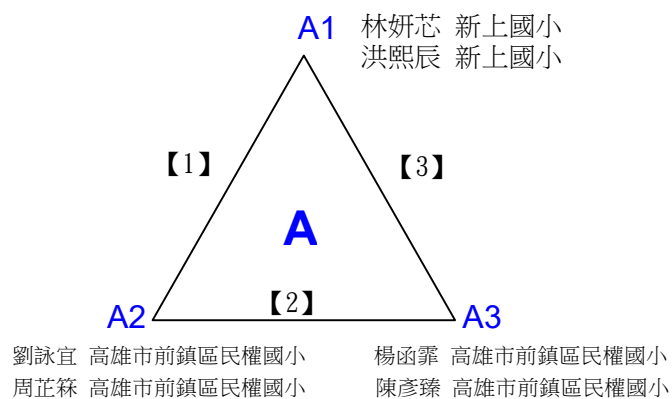 A1 林妍芯 新上國小
洪熙辰 新上國小
【1】
【3】
A
【2】
A2
A3
劉詠宜 高雄市前鎮區民權國小
楊函霏 高雄市前鎮區民權國小
周芷箖 高雄市前鎮區民權國小
陳彥臻 高雄市前鎮區民權國小